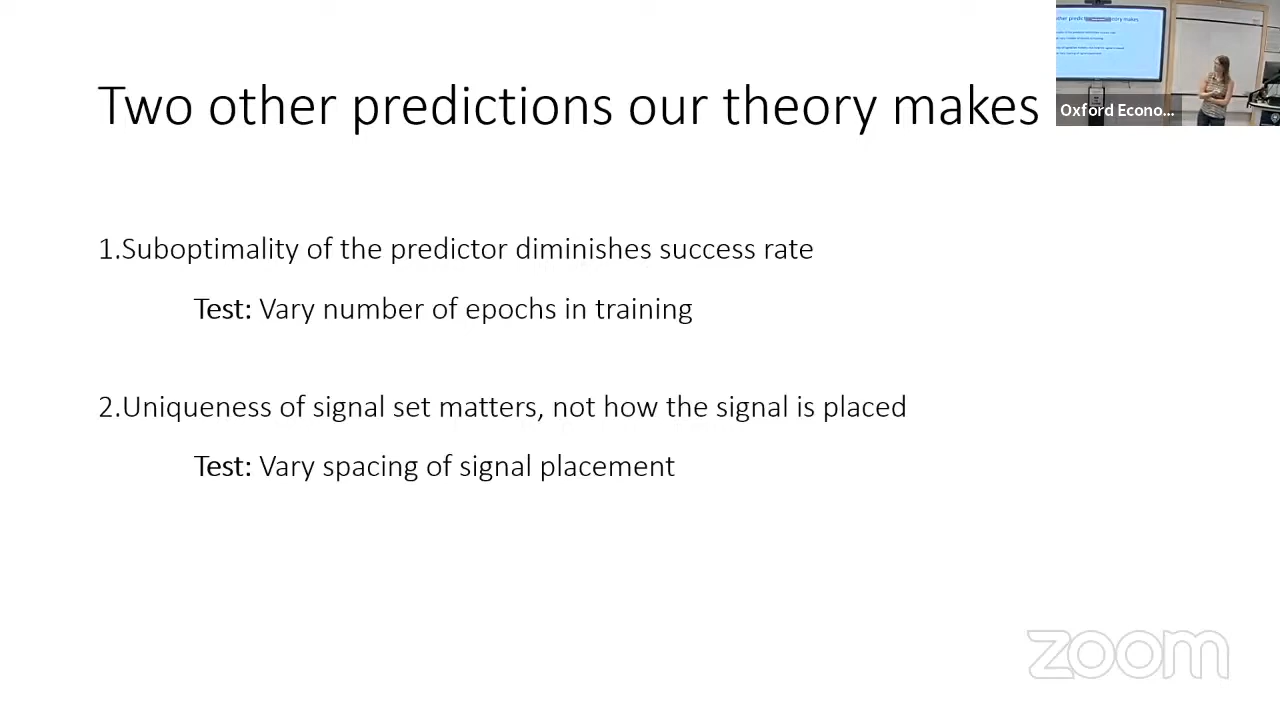 Two other predictions our theory makes
Oxford Econo...
1.Suboptimality of the predictor diminishes success rate
Test: Vary number of epochs in training
2.Uniqueness of signal set matters, not how the signal is placed
Test: Vary spacing of signal placement
zoom